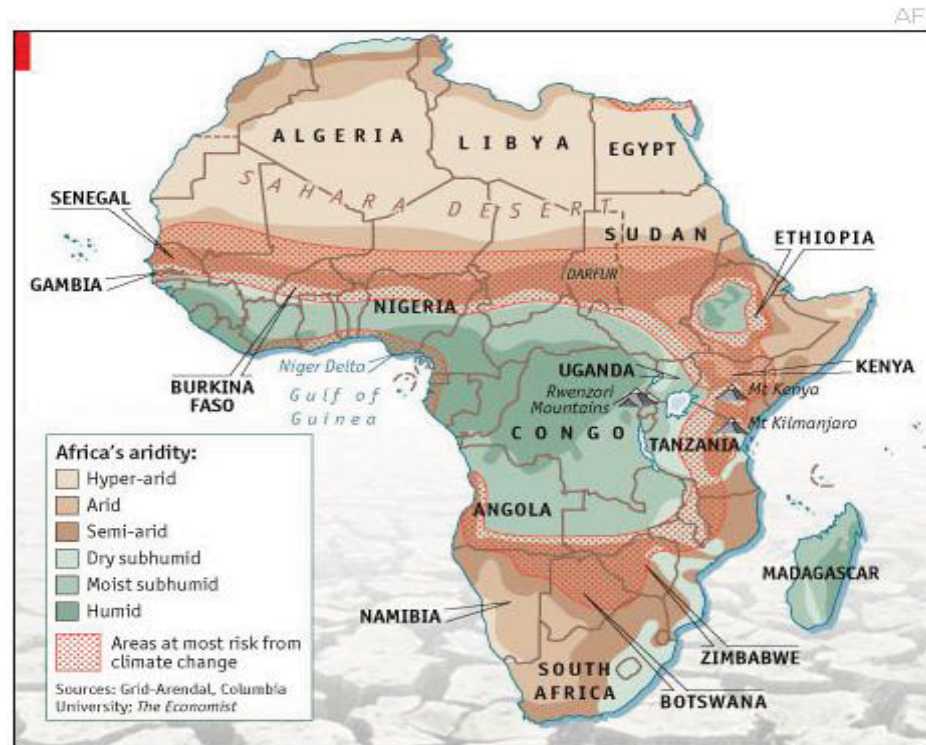 AF
ALGERIA
LIBYA
EGYPT
SAHARA DESERT
SENEGAL
SUDAN
ETHIOPIA
DARFUR
GAMBIA
NIGERIA
Niger Delta
UGANDA
KENYA
BURKINA
FASO
Gulf of
Guinea
Rwenzori
Mountains
Mt Kenya
CONGO
Mt Kilmanjaro
TANZANIA
Africa's aridity:
Hyper-arid
Arid
Semi-arid
Dry subhumid
Moist subhumid
Humid
Areas at most risk from
climate change
Sources: Grid-Arendal, Columbia
University; The Economist
ANGOLA
MADAGASCAR
NAMIBIA
ZIMBABWE
SOUTH
AFRICA
BOTSWANA